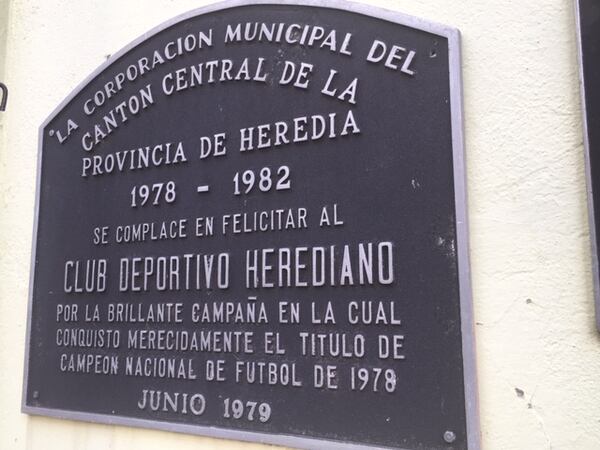 LA CORPORACION MUNICIPAL DEL
CANTON CENTRAL DE LA
PROVINCIA DE HEREDIA
1978 - 1982
SE COMPLACE EN FELICITAR AL
CLUB DEPORTIVO HEREDIANO
POR LA BRILLANTE CAMPAÑA EN LA CUAL
CONQUISTO MERECIDAMENTE EL TITULO DE
CAMPEON NACIONAL DE FUTBOL DE 1978
JUNIO 1979